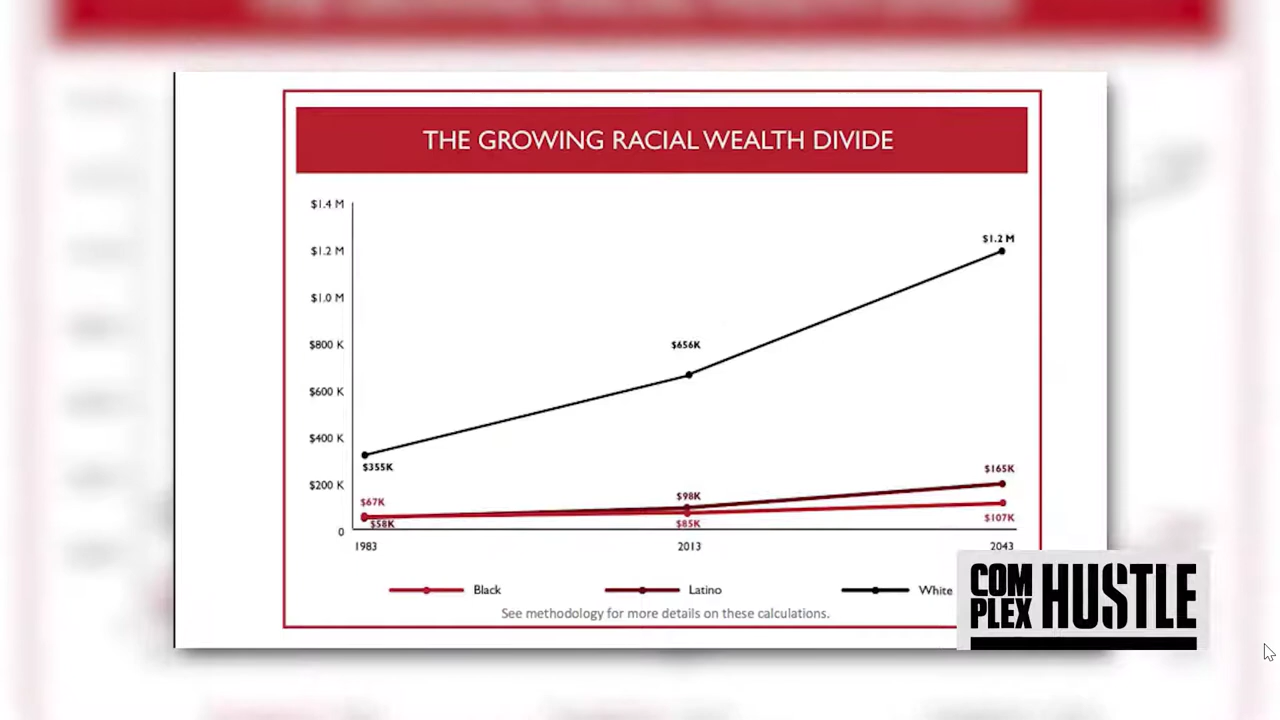 THE GROWING RACIAL WEALTH DIVIDE
$1.4 M
$1.2 M
$1.2 M
$1.0 M
$800 K
$656K
$600 K
$400 K
$355K
$200 K
$165K
$67K
$98K
$58K
$85K
$107K
0
1983
2013
2043
Black
Latino
White
See methodology for more details on these calculations.
COM
PLEX
HUSTLE